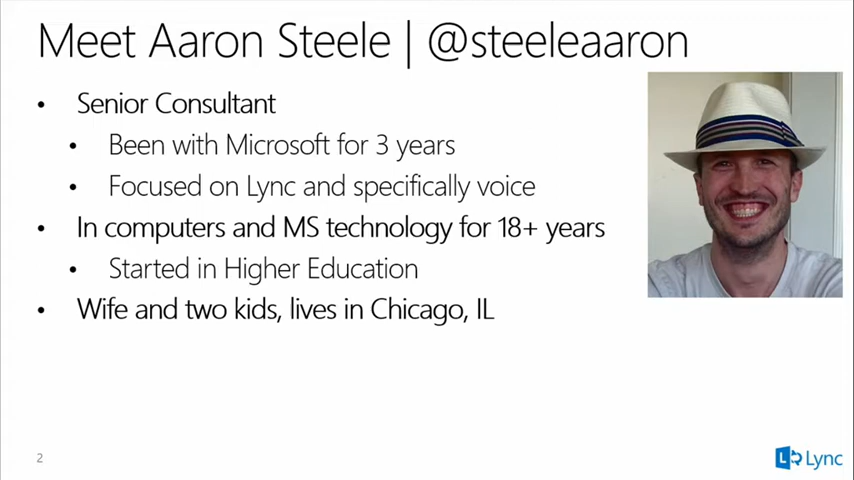 Meet Aaron Steele | @steeleaaron
• Senior Consultant
• Been with Microsoft for 3 years
• Focused on Lync and specifically voice
• In computers and MS technology for 18+ years
• Started in Higher Education
• Wife and two kids, lives in Chicago, IL
2
L Lync